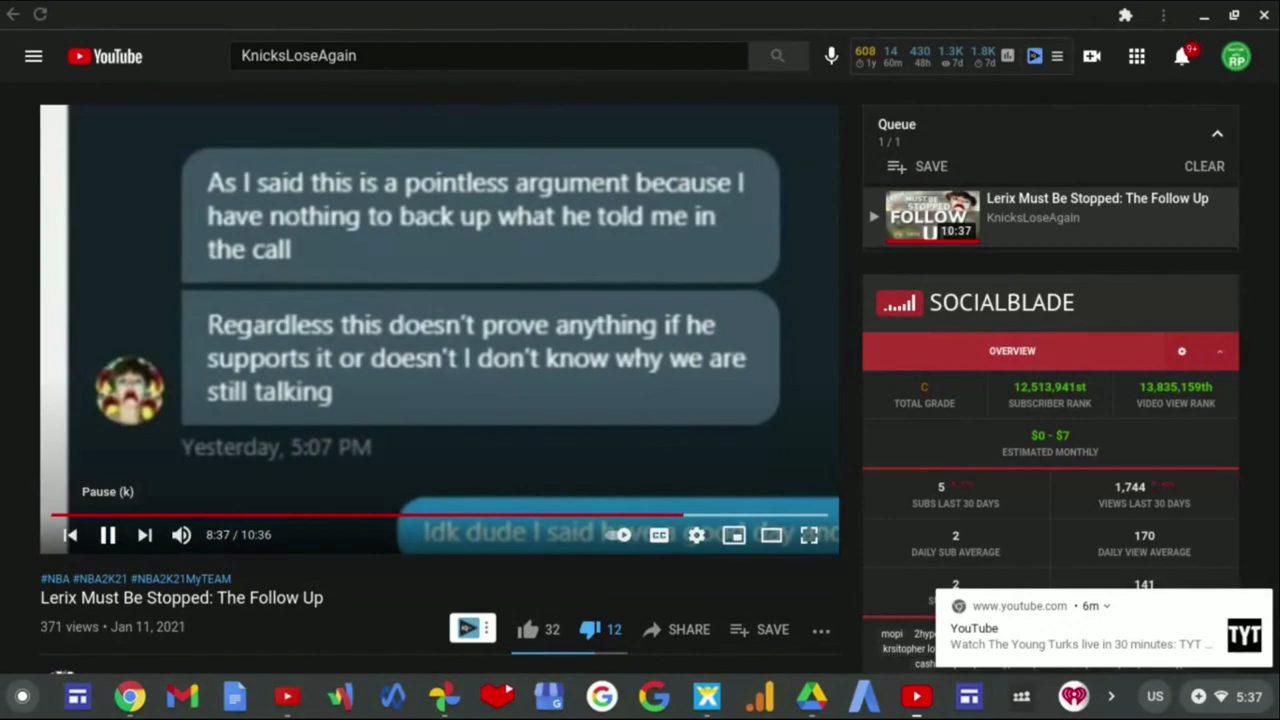 YouTube
KnicksLoseAgain
608 14 430 1.3K 1.8K
1y 60m 48h 7d 7d
9+
RP
As I said this is a pointless argument because I
have nothing to back up what he told me in
the call
Regardless this doesn't prove anything if he
supports it or doesn't I don't know why we are
still talking
Yesterday, 5:07 PM
Pause (k)
Idk dude I said have a good day and
8:37 / 10:36
CC
#NBA #NBA2K21 #NBA2K21MyTEAM
Lerix Must Be Stopped: The Follow Up
371 views • Jan 11, 2021
32
12
SHARE
SAVE
Queue
1 / 1
SAVE
CLEAR
MUST BE
STOPPED
FOLLOW
U
10:37
Lerix Must Be Stopped: The Follow Up
KnicksLoseAgain
SOCIALBLADE
OVERVIEW
C 12,513,941st 13,835,159th
TOTAL GRADE SUBSCRIBER RANK VIDEO VIEW RANK
$0 - $7
ESTIMATED MONTHLY
5 1,744
SUBS LAST 30 DAYS VIEWS LAST 30 DAYS
2 170
DAILY SUB AVERAGE DAILY VIEW AVERAGE
2 141
mopi 2hype
krsitopher lo
cash
www.youtube.com • 6m
YouTube
Watch The Young Turks live in 30 minutes: TYT ...
TYT
US
5:37